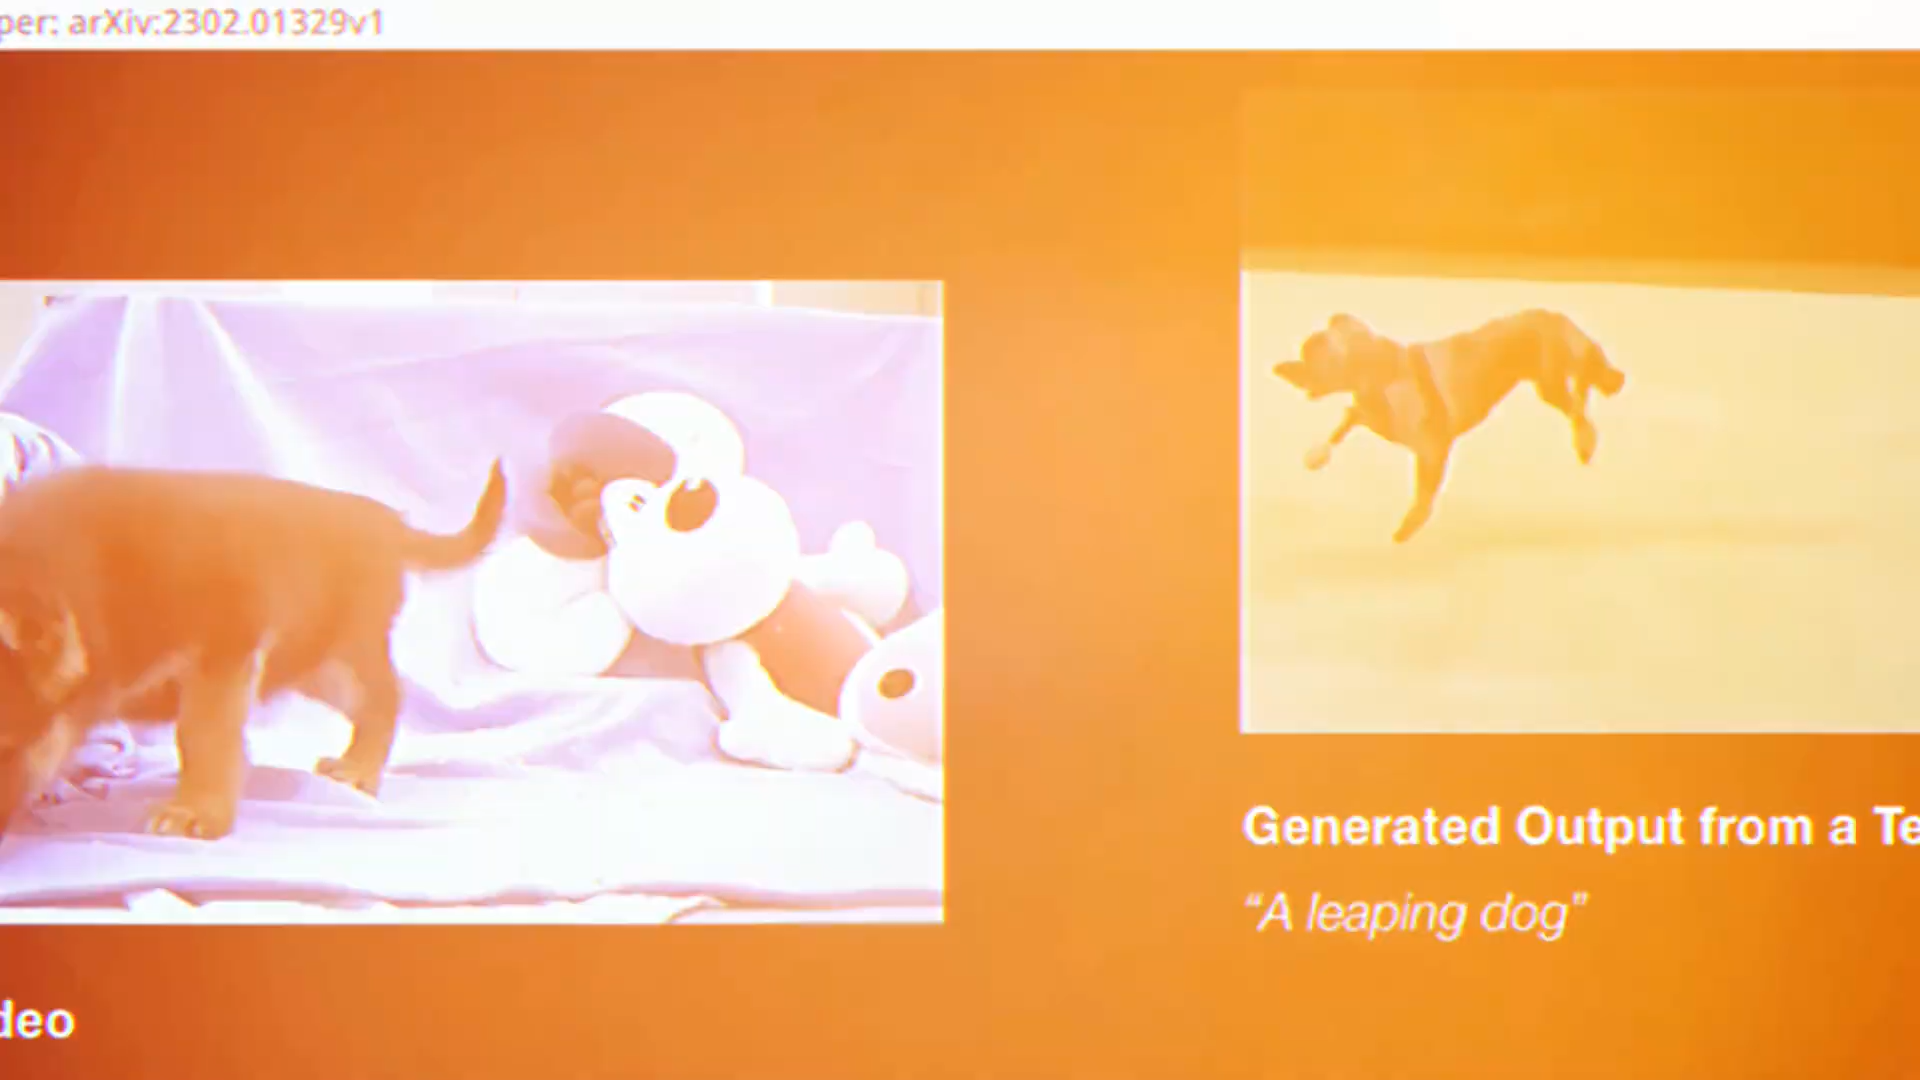 per: arXiv:2302.01329v1
Generated Output from a Te
“A leaping dog”
deo